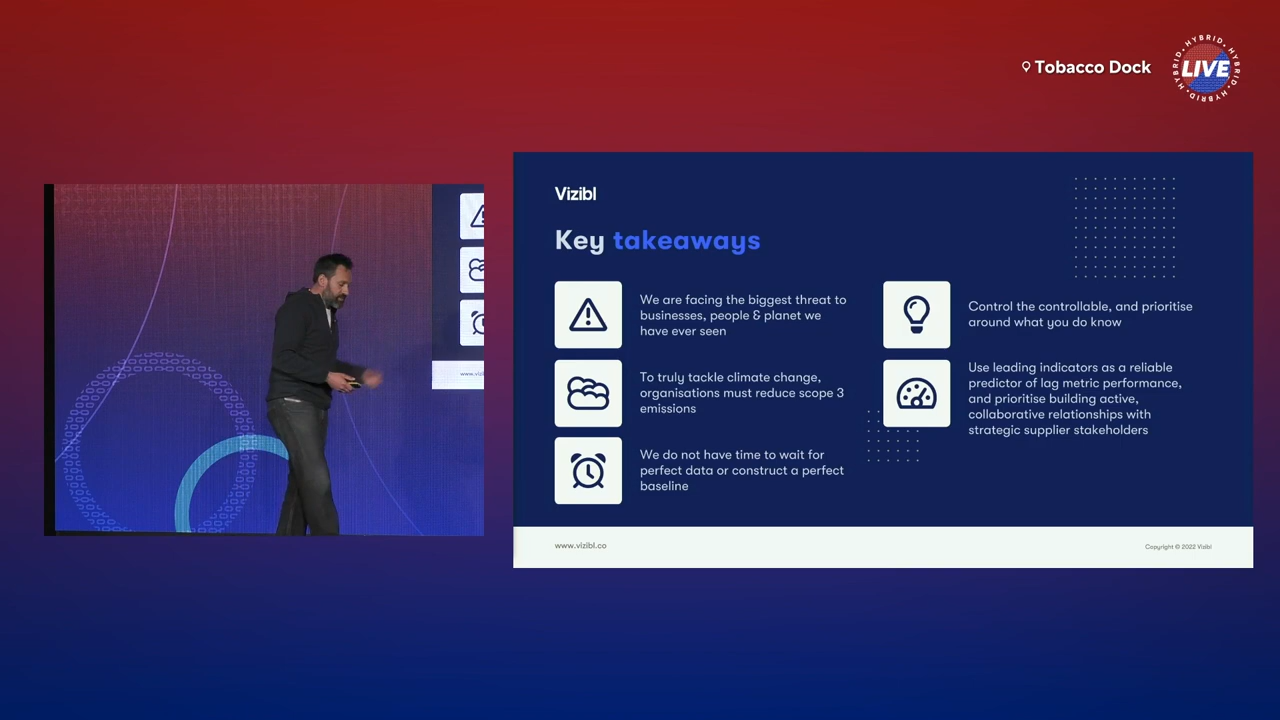 Tobacco Dock
HYBRID • HYBRID • HYBRID • HYBRID
LIVE
Vizibl
Key takeaways
We are facing the biggest threat to
businesses, people & planet we
have ever seen
To truly tackle climate change,
organisations must reduce scope 3
emissions
We do not have time to wait for
perfect data or construct a perfect
baseline
Control the controllable, and prioritise
around what you do know
Use leading indicators as a reliable
predictor of lag metric performance,
and prioritise building active,
collaborative relationships with
strategic supplier stakeholders
www.vizibl.co
Copyright © 2022 Vizibl